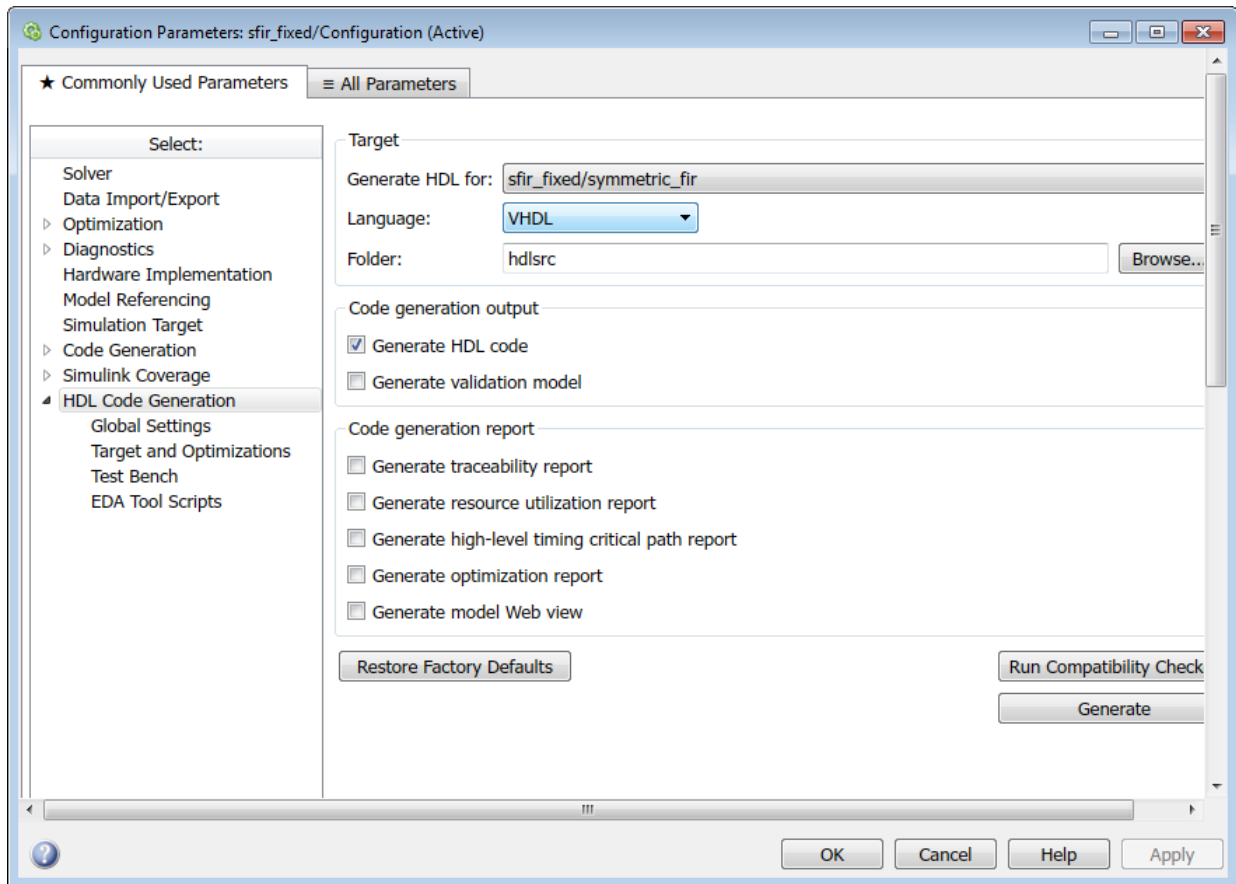 Configuration Parameters: sfir_fixed/Configuration (Active)
★ Commonly Used Parameters
≡ All Parameters
Select:
Solver
Data Import/Export
Optimization
Diagnostics
Hardware Implementation
Model Referencing
Simulation Target
Code Generation
Simulink Coverage
HDL Code Generation
Global Settings
Target and Optimizations
Test Bench
EDA Tool Scripts
Target
Generate HDL for: sfir_fixed/symmetric_fir
Language: VHDL
Folder: hdlsrc Browse...
Code generation output
Generate HDL code
Generate validation model
Code generation report
Generate traceability report
Generate resource utilization report
Generate high-level timing critical path report
Generate optimization report
Generate model Web view
Restore Factory Defaults
Run Compatibility Check
Generate
OK Cancel Help Apply